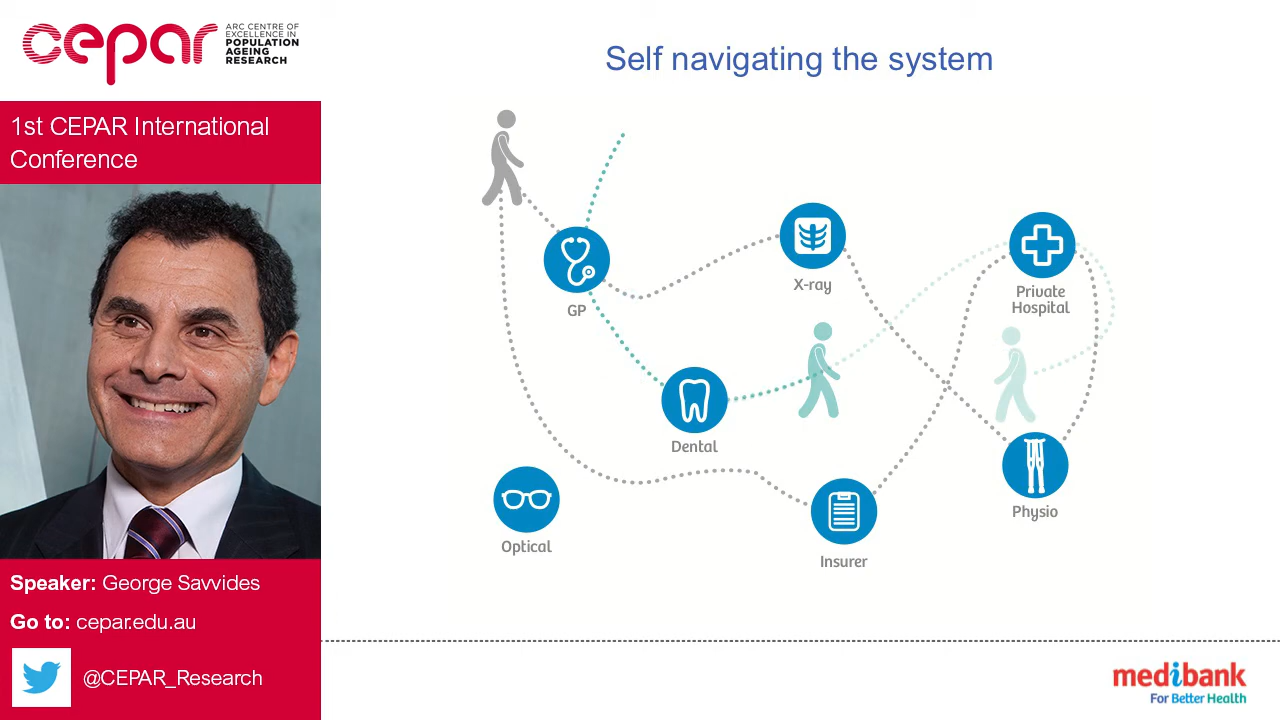 cepar
ARC CENTRE OF
EXCELLENCE IN
POPULATION
AGEING
RESEARCH
1st CEPAR International
Conference
Speaker: George Savvides
Go to: cepar.edu.au
@CEPAR_Research
Self navigating the system
GP
X-ray
Private
Hospital
Dental
Physio
Optical
Insurer
medibank
For Better Health